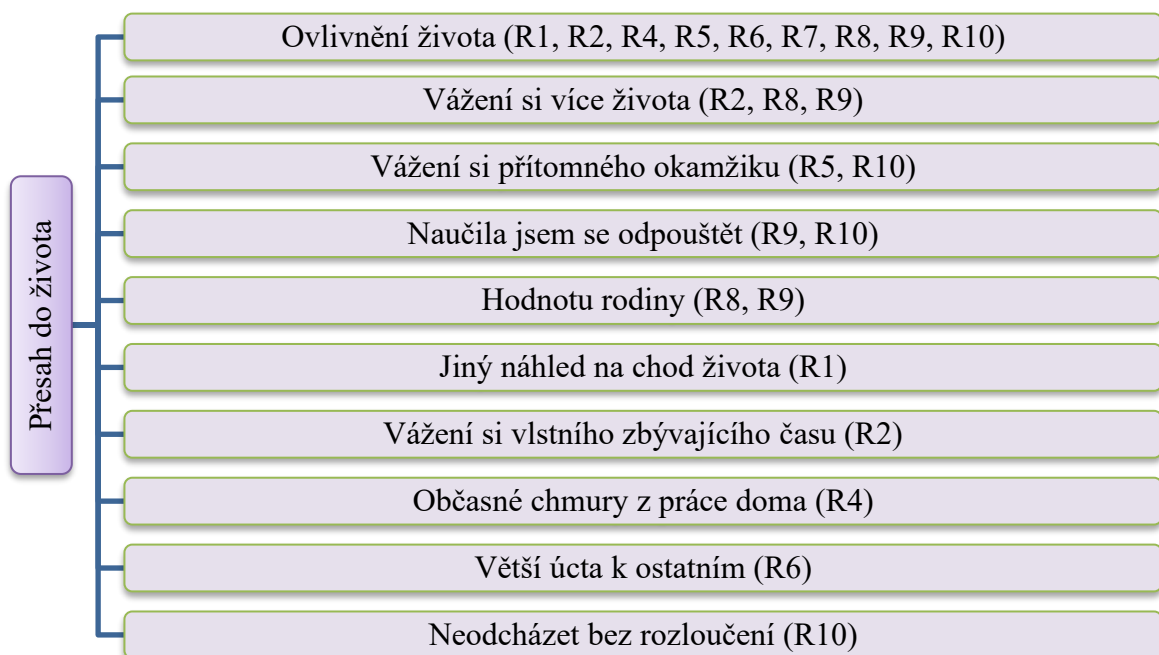 Přesah do života
Ovlivnění života (R1, R2, R4, R5, R6, R7, R8, R9, R10)
Vážení si více života (R2, R8, R9)
Vážení si přítomného okamžiku (R5, R10)
Naučila jsem se odpouštět (R9, R10)
Hodnotu rodiny (R8, R9)
Jiný náhled na chod života (R1)
Vážení si vlstního zbývajícího času (R2)
Občasné chmury z práce doma (R4)
Větší úcta k ostatním (R6)
Neodcházet bez rozloučení (R10)